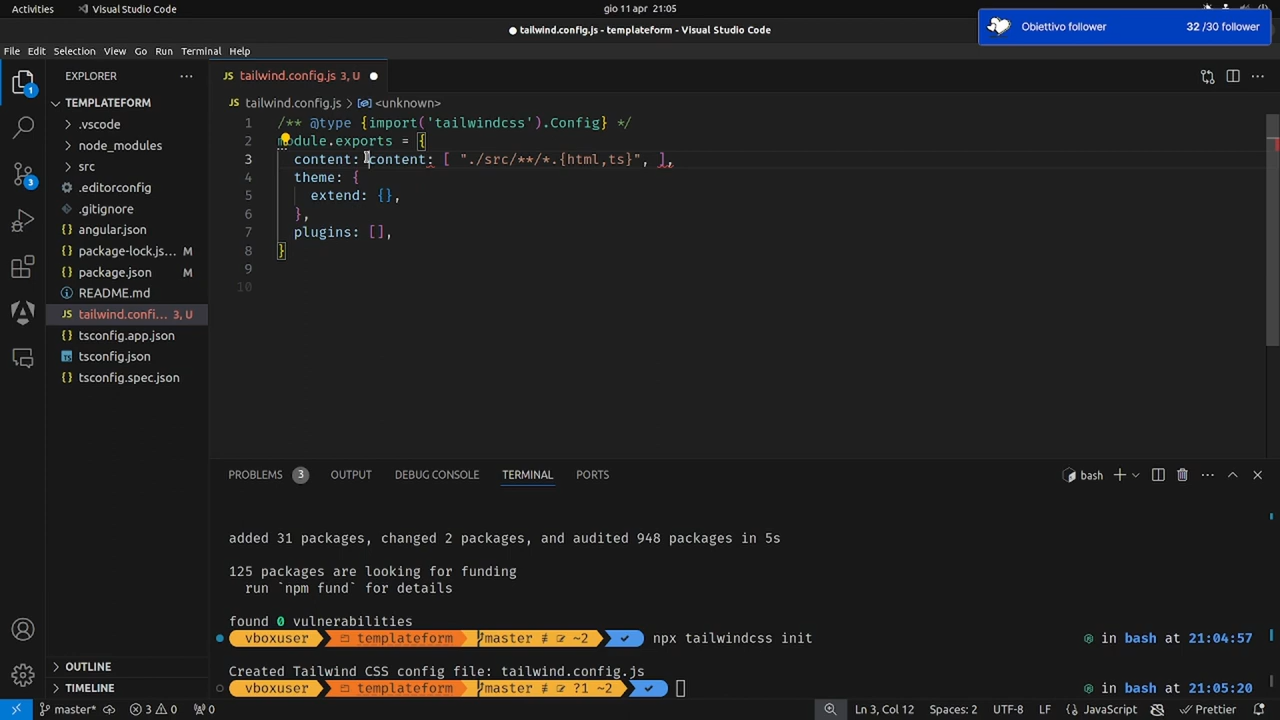 Activities
Visual Studio Code
gio 11 apr 21:05
Obiettivo follower 32 /30 follower
tailwind.config.js - templateform - Visual Studio Code
File Edit Selection View Go Run Terminal Help
EXPLORER
tailwind.config.js 3, U
TEMPLATEFORM
JS tailwind.config.js > <unknown>
.vscode
node_modules
src
.editorconfig
.gitignore
{} angular.json
{} package-lock.js... M
{} package.json M
README.md
JS tailwind.confi... 3, U
{} tsconfig.app.json
TS tsconfig.json
{} tsconfig.spec.json
1 /** @type {import('tailwindcss').Config} */
2 module.exports = {
3 content: content: [ "./src/**/*.{html,ts}", ],
4 theme: {
5 extend: {},
6 },
7 plugins: [],
8 }
9
10
PROBLEMS 3 OUTPUT DEBUG CONSOLE TERMINAL PORTS
bash
added 31 packages, changed 2 packages, and audited 948 packages in 5s
125 packages are looking for funding
run `npm fund` for details
found 0 vulnerabilities
vboxuser templateform master ≢ ~2 npx tailwindcss init in bash at 21:04:57
Created Tailwind CSS config file: tailwind.config.js
vboxuser templateform master ≢ ?1 ~2 in bash at 21:05:20
OUTLINE
TIMELINE
master* 3 0 0 Ln 3, Col 12 Spaces: 2 UTF-8 LF {} JavaScript Prettier